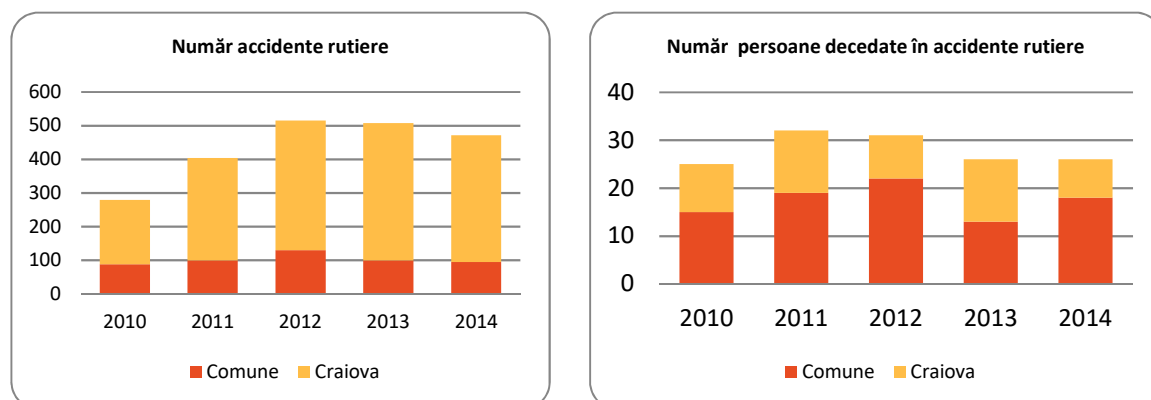 Număr accidente rutiere
600
500
400
300
200
100
0
2010 2011 2012 2013 2014
Comune Craiova
Număr persoane decedate în accidente rutiere
40
30
20
10
0
2010 2011 2012 2013 2014
Comune Craiova